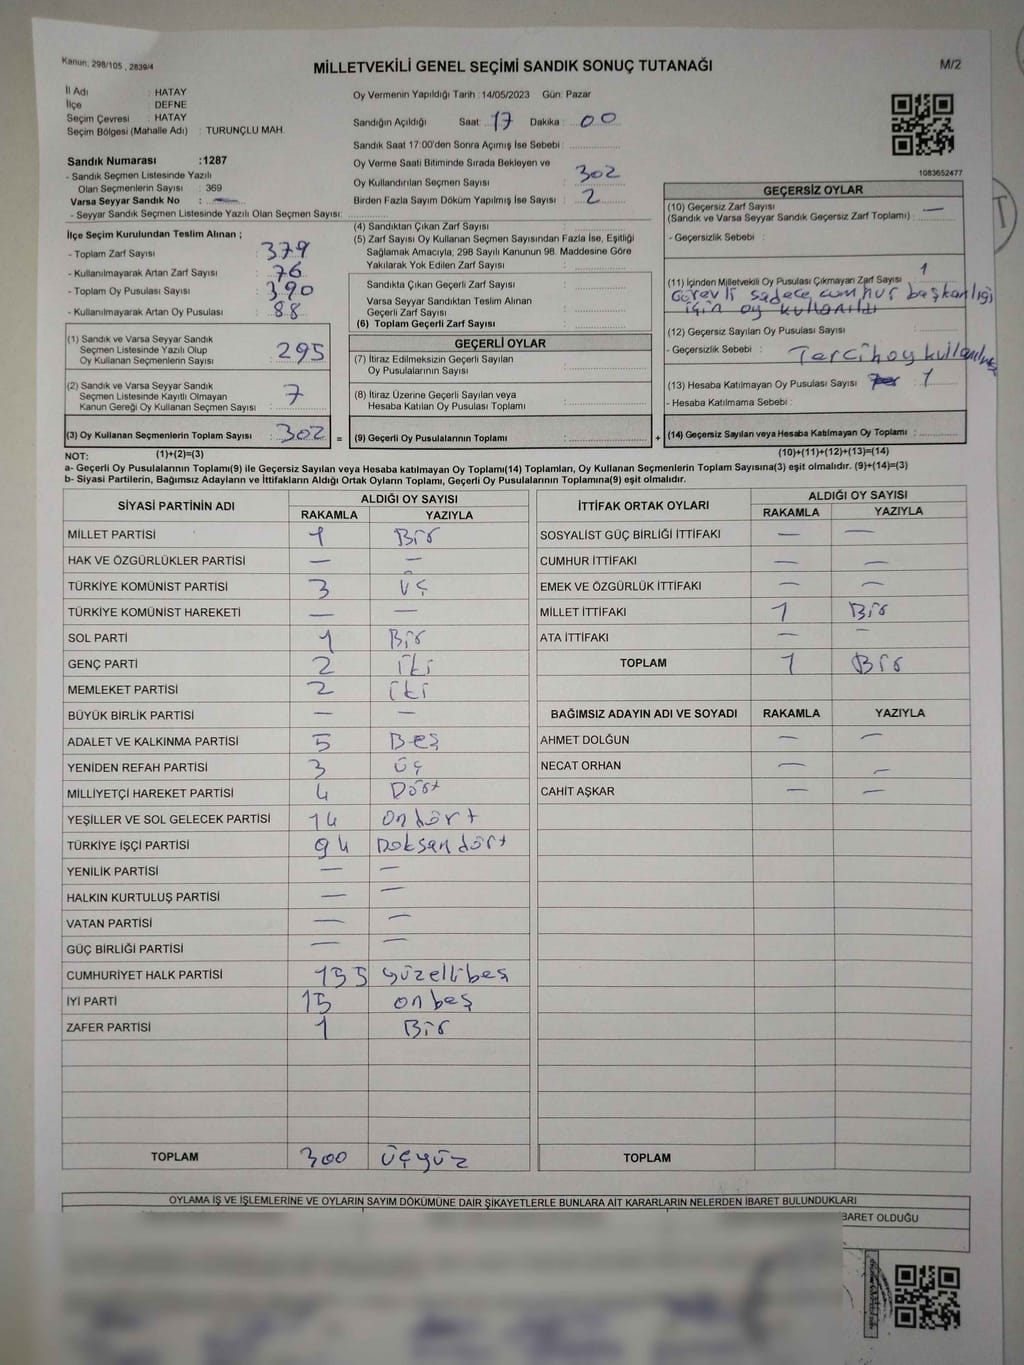 Kanun: 298/105 , 2839/4
MİLLETVEKİLİ GENEL SEÇİMİ SANDIK SONUÇ TUTANAĞI
M/2
İl Adı : HATAY
İlçe : DEFNE
Seçim Çevresi : HATAY
Seçim Bölgesi (Mahalle Adı) : TURUNÇLU MAH.
Sandık Numarası :1287
- Sandık Seçmen Listesinde Yazılı
Olan Seçmenlerin Sayısı : 369
Varsa Seyyar Sandık No : —
- Seyyar Sandık Seçmen Listesinde Yazılı Olan Seçmen Sayısı:
Oy Vermenin Yapıldığı Tarih :14/05/2023 Gün: Pazar
Sandığın Açıldığı Saat: 17 Dakika : 00
Sandık Saat 17:00'den Sonra Açımış İse Sebebi :
Oy Verme Saati Bitiminde Sırada Bekleyen ve
Oy Kullandırılan Seçmen Sayısı : 302
Birden Fazla Sayım Döküm Yapılmış İse Sayısı : 2
1083652477
İlçe Seçim Kurulundan Teslim Alınan ;
- Toplam Zarf Sayısı : 379
- Kullanılmayarak Artan Zarf Sayısı : 76
- Toplam Oy Pusulası Sayısı : 390
- Kullanılmayarak Artan Oy Pusulası : 88
(1) Sandık ve Varsa Seyyar Sandık
Seçmen Listesinde Yazılı Olup
Oy Kullanan Seçmenlerin Sayısı : 295
(2) Sandık ve Varsa Seyyar Sandık
Seçmen Listesinde Kayıtlı Olmayan
Kanun Gereği Oy Kullanan Seçmen Sayısı : 7
(3) Oy Kullanan Seçmenlerin Toplam Sayısı : 302 =
(4) Sandıktan Çıkan Zarf Sayısı :
(5) Zarf Sayısı Oy Kullanan Seçmen Sayısından Fazla İse, Eşitliği
Sağlamak Amacıyla, 298 Sayılı Kanunun 98. Maddesine Göre
Yakılarak Yok Edilen Zarf Sayısı :
Sandıkta Çıkan Geçerli Zarf Sayısı :
Varsa Seyyar Sandıktan Teslim Alınan
Geçerli Zarf Sayısı :
(6) Toplam Geçerli Zarf Sayısı :
GEÇERLİ OYLAR
(7) İtiraz Edilmeksizin Geçerli Sayılan
Oy Pusulalarının Sayısı :
(8) İtiraz Üzerine Geçerli Sayılan veya
Hesaba Katılan Oy Pusulası Toplamı :
(9) Geçerli Oy Pusulalarının Toplamı : +
GEÇERSİZ OYLAR
(10) Geçersiz Zarf Sayısı
(Sandık ve Varsa Seyyar Sandık Geçersiz Zarf Toplamı) : —
- Geçersizlik Sebebi :
(11) İçinden Milletvekili Oy Pusulası Çıkmayan Zarf Sayısı : 1
Görevli sadece cumhur başkanlığı
için oy kullanıldı
(12) Geçersiz Sayılan Oy Pusulası Sayısı :
- Geçersizlik Sebebi : Tercih oy kullanılmış
(13) Hesaba Katılmayan Oy Pusulası Sayısı : 1
- Hesaba Katılmama Sebebi :
(14) Geçersiz Sayılan veya Hesaba Katılmayan Oy Toplamı :
NOT: (1)+(2)=(3)
(10)+(11)+(12)+(13)=(14)
a- Geçerli Oy Pusulalarının Toplamı(9) ile Geçersiz Sayılan veya Hesaba katılmayan Oy Toplamı(14) Toplamları, Oy Kullanan Seçmenlerin Toplam Sayısına(3) eşit olmalıdır. (9)+(14)=(3)
b- Siyasi Partilerin, Bağımsız Adayların ve İttifakların Aldığı Ortak Oyların Toplamı, Geçerli Oy Pusulalarının Toplamına(9) eşit olmalıdır.
SİYASİ PARTİNİN ADI ALDIĞI OY SAYISI
RAKAMLA YAZIYLA
MİLLET PARTİSİ 1 Bir
HAK VE ÖZGÜRLÜKLER PARTİSİ — —
TÜRKİYE KOMÜNİST PARTİSİ 3 üç
TÜRKİYE KOMÜNİST HAREKETİ — —
SOL PARTİ 1 Bir
GENÇ PARTİ 2 iki
MEMLEKET PARTİSİ 2 iki
BÜYÜK BİRLİK PARTİSİ — —
ADALET VE KALKINMA PARTİSİ 5 Beş
YENİDEN REFAH PARTİSİ 3 üç
MİLLİYETÇİ HAREKET PARTİSİ 4 Dört
YEŞİLLER VE SOL GELECEK PARTİSİ 14 ondört
TÜRKİYE İŞÇİ PARTİSİ 94 Doksan dört
YENİLİK PARTİSİ — —
HALKIN KURTULUŞ PARTİSİ — —
VATAN PARTİSİ — —
GÜÇ BİRLİĞİ PARTİSİ — —
CUMHURİYET HALK PARTİSİ 155 yüzellibeş
İYİ PARTİ 15 on beş
ZAFER PARTİSİ 1 Bir
TOPLAM 300 üçyüz
İTTİFAK ORTAK OYLARI ALDIĞI OY SAYISI
RAKAMLA YAZIYLA
SOSYALİST GÜÇ BİRLİĞİ İTTİFAKI — —
CUMHUR İTTİFAKI — —
EMEK VE ÖZGÜRLÜK İTTİFAKI — —
MİLLET İTTİFAKI 1 Bir
ATA İTTİFAKI — —
TOPLAM 1 Bir
BAĞIMSIZ ADAYIN ADI VE SOYADI RAKAMLA YAZIYLA
AHMET DOLĞUN — —
NECAT ORHAN — —
CAHİT AŞKAR — —
TOPLAM
OYLAMA İŞ VE İŞLEMLERİNE VE OYLARIN SAYIM DÖKÜMÜNE DAİR ŞİKAYETLERLE BUNLARA AİT KARARLARIN NELERDEN İBARET BULUNDUKLARI
BARET OLDUĞU